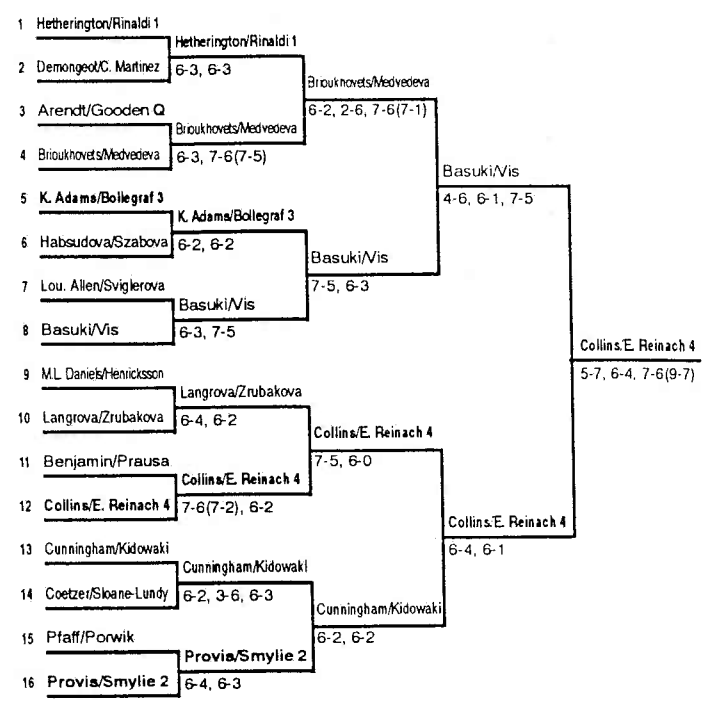 1 Hetherington/Rinaldi 1
Hetherington/Rinaldi 1
2 Demongeot/C. Martinez
6-3, 6-3
Brioukhovets/Medvedeva
6-2, 2-6, 7-6(7-1)
3 Arendt/Gooden Q
Brioukhovets/Medvedeva
4 Brioukhovets/Medvedeva
6-3, 7-6(7-5)
Basuki/Vis
4-6, 6-1, 7-5
5 K. Adams/Bollegraf 3
K. Adams/Bollegraf 3
6 Habsudova/Szabova
6-2, 6-2
Basuki/Vis
7-5, 6-3
7 Lou. Allen/Sviglerova
Basuki/Vis
8 Basuki/Vis
6-3, 7-5
Collins/E. Reinach 4
5-7, 6-4, 7-6(9-7)
9 M.L. Daniels/Henricksson
Langrova/Zrubakova
10 Langrova/Zrubakova
6-4, 6-2
Collins/E. Reinach 4
7-5, 6-0
11 Benjamin/Prausa
Collins/E. Reinach 4
12 Collins/E. Reinach 4
7-6(7-2), 6-2
Collins/E. Reinach 4
6-4, 6-1
13 Cunningham/Kidowaki
Cunningham/Kidowaki
14 Coetzer/Sloane-Lundy
6-2, 3-6, 6-3
Cunningham/Kidowaki
6-2, 6-2
15 Pfaff/Porwik
Provis/Smylie 2
16 Provis/Smylie 2
6-4, 6-3